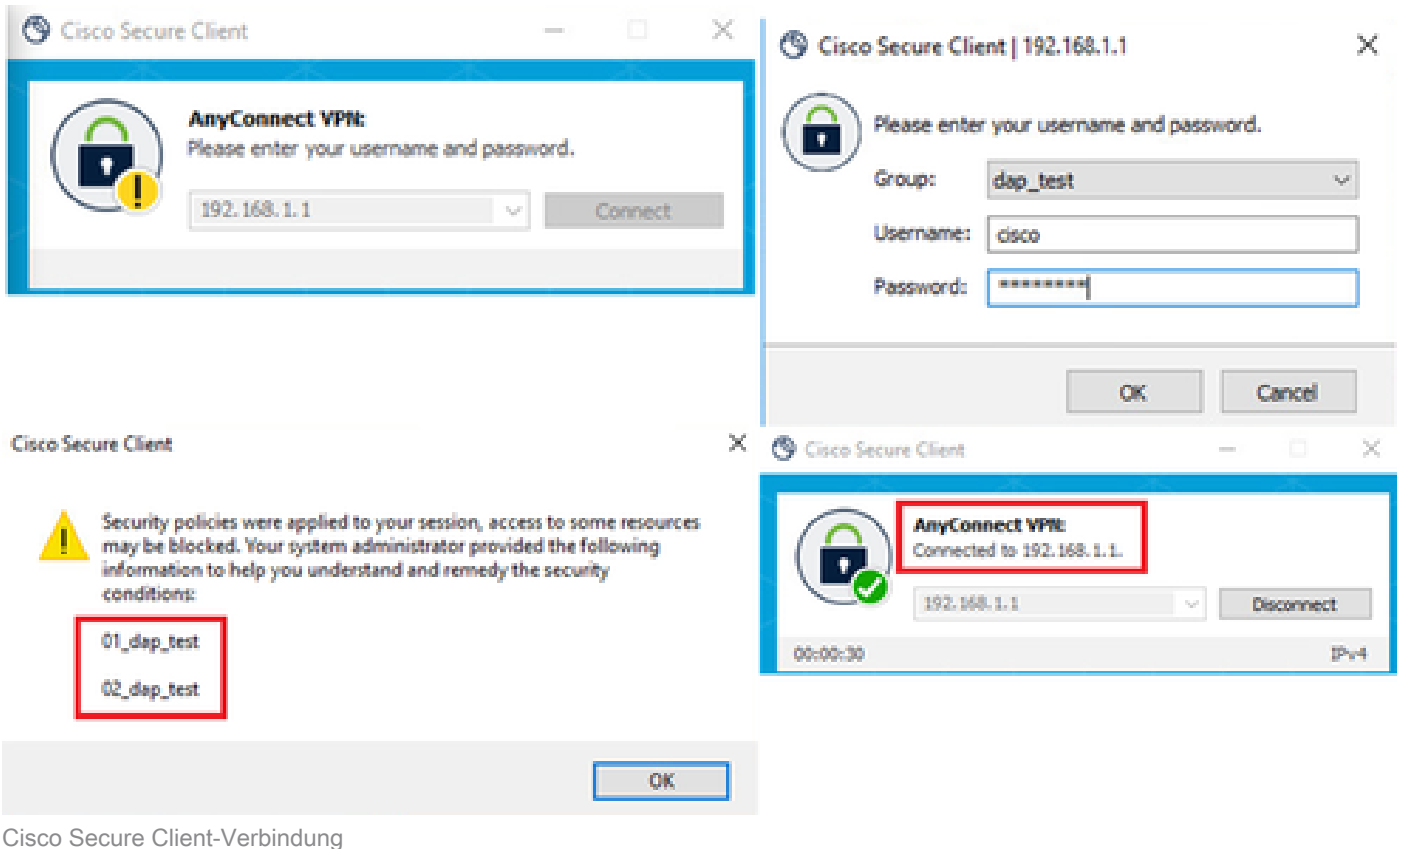 Cisco Secure Client
AnyConnect VPN:
Please enter your username and password.
192.168.1.1
Connect
Cisco Secure Client | 192.168.1.1
Please enter your username and password.
Group:
dap_test
Username:
cisco
Password:
********
OK
Cancel
Cisco Secure Client
Security policies were applied to your session, access to some resources
may be blocked. Your system administrator provided the following
information to help you understand and remedy the security
conditions:
01_dap_test
02_dap_test
OK
Cisco Secure Client
AnyConnect VPN:
Connected to 192.168.1.1.
192.168.1.1
Disconnect
00:00:30
IPv4
Cisco Secure Client-Verbindung